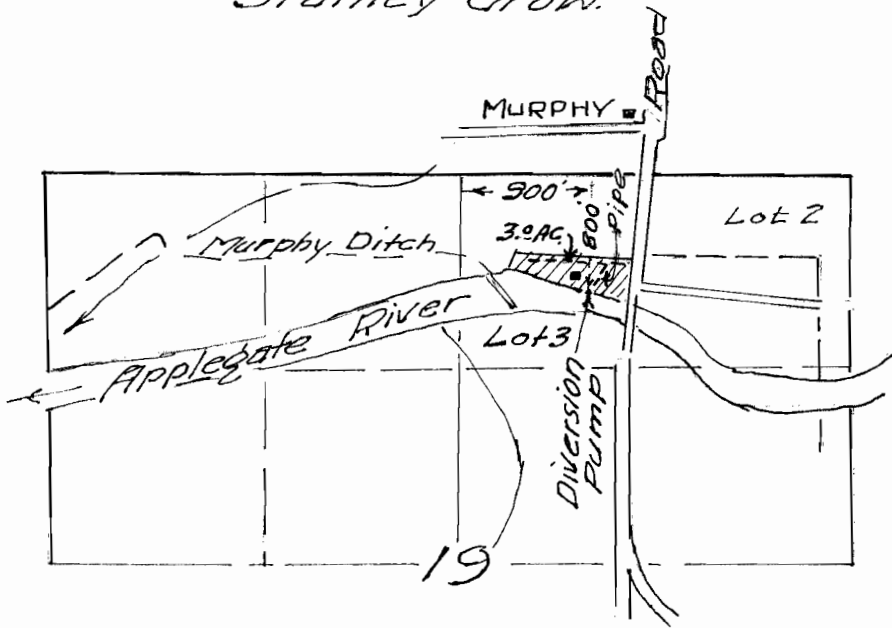 Road
MURPHY
900'
800'
Pipe
Lot 2
3.0 AC.
Murphy Ditch
Applegate River
Lot 3
Diversion
Pump
19